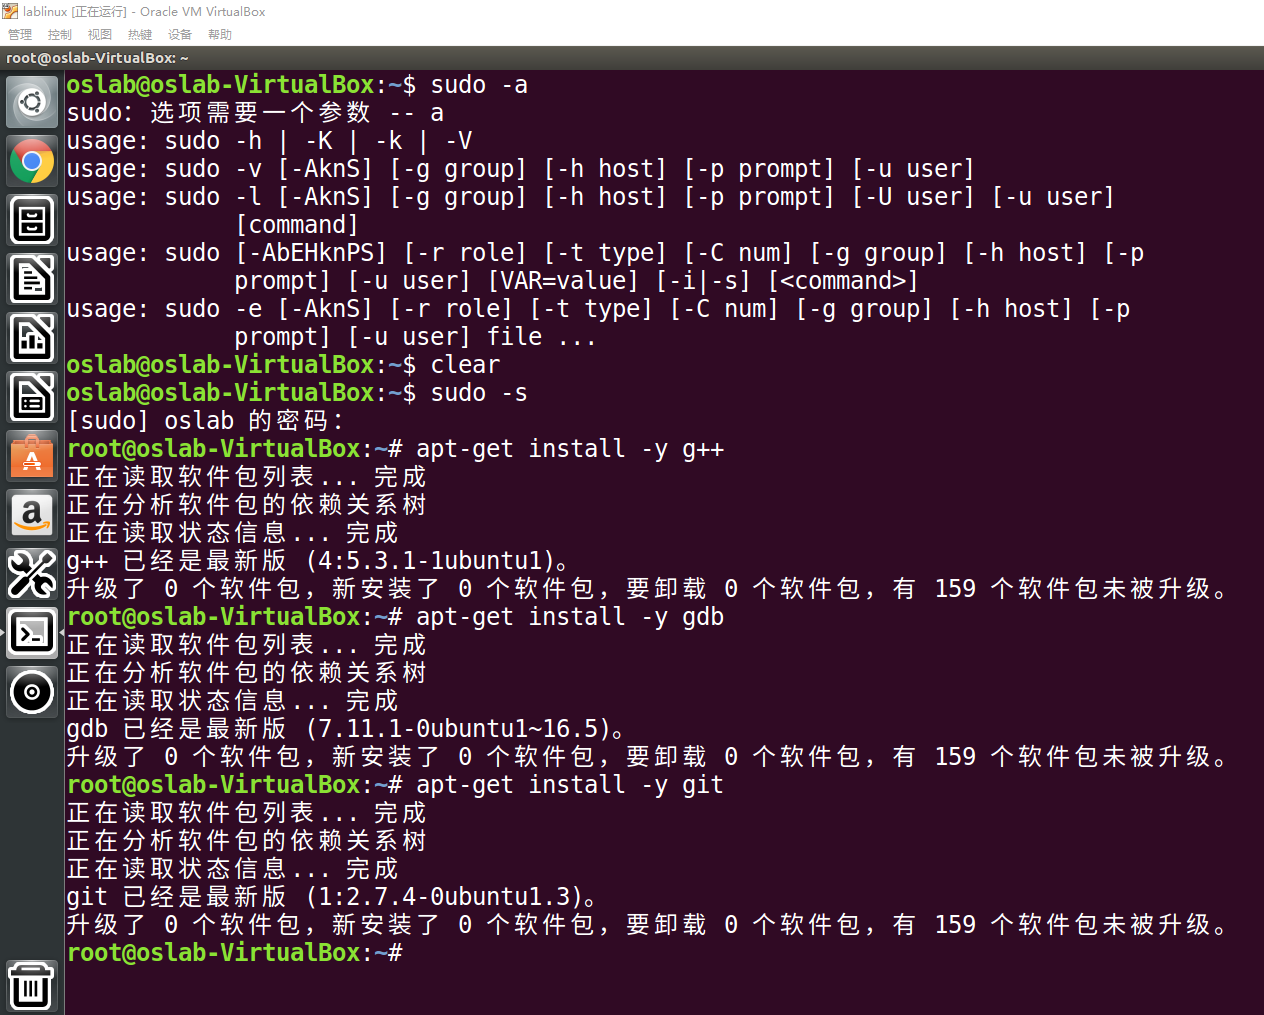 lablinux [正在运行] - Oracle VM VirtualBox
管理 控制 视图 热键 设备 帮助
root@oslab-VirtualBox: ~
oslab@oslab-VirtualBox:~$ sudo -a
sudo: 选项需要一个参数 -- a
usage: sudo -h | -K | -k | -V
usage: sudo -v [-AknS] [-g group] [-h host] [-p prompt] [-u user]
usage: sudo -l [-AknS] [-g group] [-h host] [-p prompt] [-U user] [-u user]
[command]
usage: sudo [-AbEHknPS] [-r role] [-t type] [-C num] [-g group] [-h host] [-p
prompt] [-u user] [VAR=value] [-i|-s] [<command>]
usage: sudo -e [-AknS] [-r role] [-t type] [-C num] [-g group] [-h host] [-p
prompt] [-u user] file ...
oslab@oslab-VirtualBox:~$ clear
oslab@oslab-VirtualBox:~$ sudo -s
[sudo] oslab 的密码：
root@oslab-VirtualBox:~# apt-get install -y g++
正在读取软件包列表... 完成
正在分析软件包的依赖关系树
正在读取状态信息... 完成
g++ 已经是最新版 (4:5.3.1-1ubuntu1)。
升级了 0 个软件包，新安装了 0 个软件包，要卸载 0 个软件包，有 159 个软件包未被升级。
root@oslab-VirtualBox:~# apt-get install -y gdb
正在读取软件包列表... 完成
正在分析软件包的依赖关系树
正在读取状态信息... 完成
gdb 已经是最新版 (7.11.1-0ubuntu1~16.5)。
升级了 0 个软件包，新安装了 0 个软件包，要卸载 0 个软件包，有 159 个软件包未被升级。
root@oslab-VirtualBox:~# apt-get install -y git
正在读取软件包列表... 完成
正在分析软件包的依赖关系树
正在读取状态信息... 完成
git 已经是最新版 (1:2.7.4-0ubuntu1.3)。
升级了 0 个软件包，新安装了 0 个软件包，要卸载 0 个软件包，有 159 个软件包未被升级。
root@oslab-VirtualBox:~#